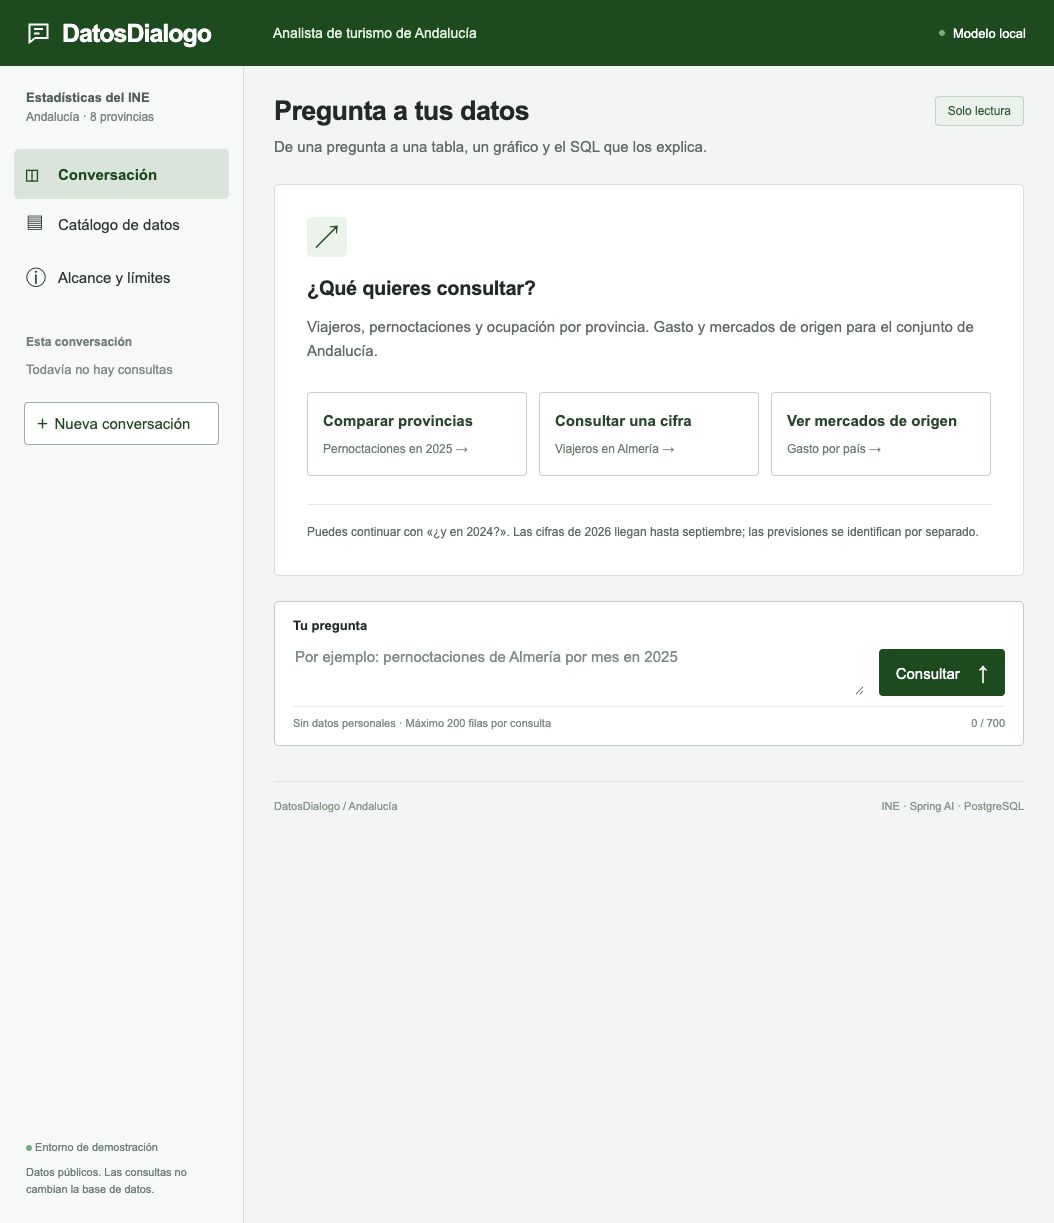 DatosDialogo
Analista de turismo de Andalucía
Modelo local
Estadísticas del INE
Andalucía · 8 provincias
Conversación
Catálogo de datos
Alcance y límites
Esta conversación
Todavía no hay consultas
+ Nueva conversación
Entorno de demostración
Datos públicos. Las consultas no
cambian la base de datos.
Pregunta a tus datos
Solo lectura
De una pregunta a una tabla, un gráfico y el SQL que los explica.
¿Qué quieres consultar?
Viajeros, pernoctaciones y ocupación por provincia. Gasto y mercados de origen para el conjunto de
Andalucía.
Comparar provincias
Pernoctaciones en 2025 →
Consultar una cifra
Viajeros en Almería →
Ver mercados de origen
Gasto por país →
Puedes continuar con «¿y en 2024?». Las cifras de 2026 llegan hasta septiembre; las previsiones se identifican por separado.
Tu pregunta
Por ejemplo: pernoctaciones de Almería por mes en 2025
Consultar ↑
Sin datos personales · Máximo 200 filas por consulta
0 / 700
DatosDialogo / Andalucía
INE · Spring AI · PostgreSQL